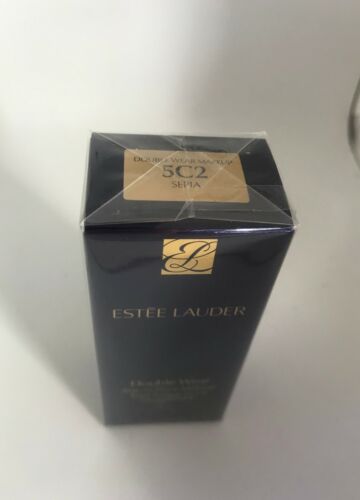 DOUBLE WEAR MAKEUP
5C2
SEPIA
ESTĒE LAUDER
Double Wear